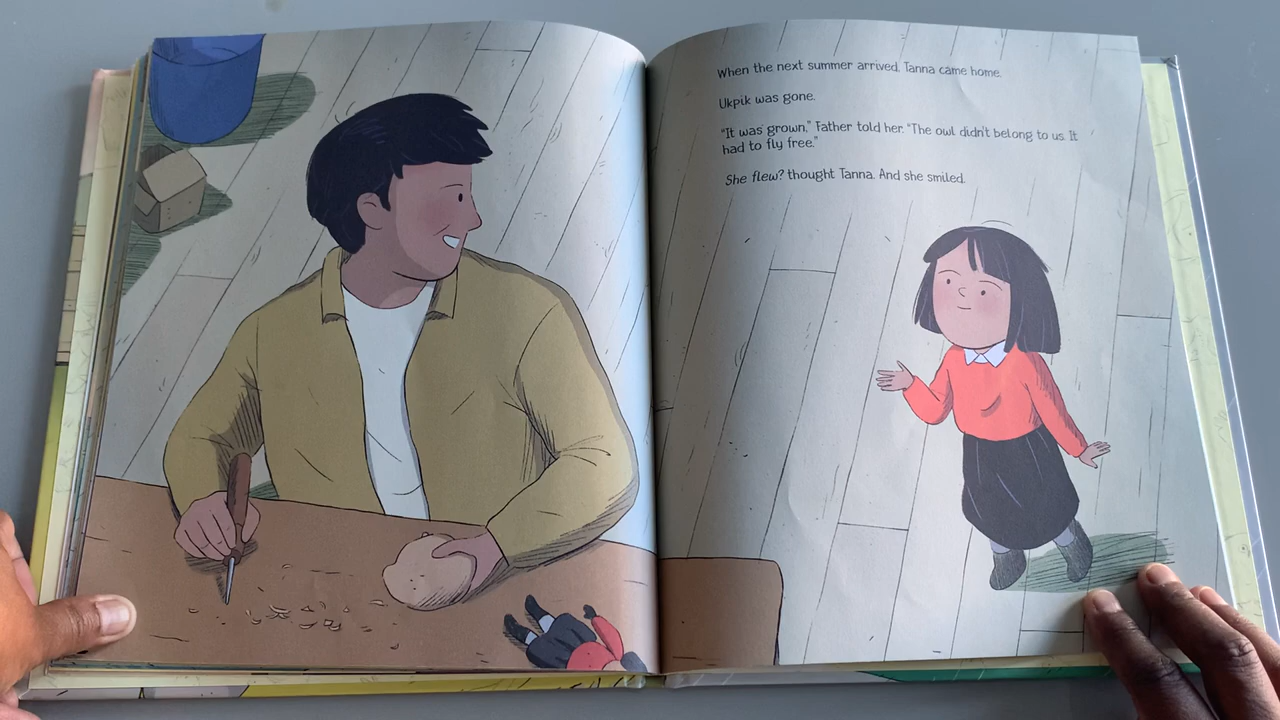 When the next summer arrived, Tanna came home.
Ukpik was gone.
“It was grown,” Father told her. “The owl didn't belong to us. It
had to fly free.”
She flew? thought Tanna. And she smiled.